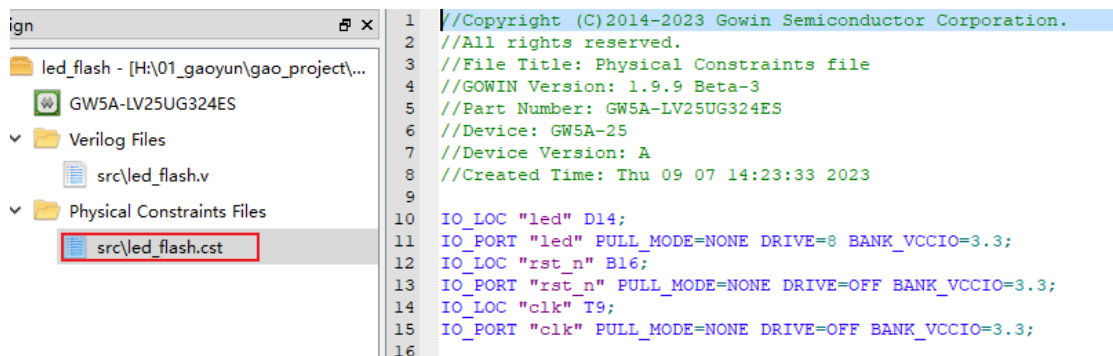 ign
led_flash - [H:\01_gaoyun\gao_project\...
GW5A-LV25UG324ES
Verilog Files
src\led_flash.v
Physical Constraints Files
src\led_flash.cst
1 //Copyright (C)2014-2023 Gowin Semiconductor Corporation.
2 //All rights reserved.
3 //File Title: Physical Constraints file
4 //GOWIN Version: 1.9.9 Beta-3
5 //Part Number: GW5A-LV25UG324ES
6 //Device: GW5A-25
7 //Device Version: A
8 //Created Time: Thu 09 07 14:23:33 2023
9
10 IO_LOC "led" D14;
11 IO_PORT "led" PULL_MODE=NONE DRIVE=8 BANK_VCCIO=3.3;
12 IO_LOC "rst_n" B16;
13 IO_PORT "rst_n" PULL_MODE=NONE DRIVE=OFF BANK_VCCIO=3.3;
14 IO_LOC "clk" T9;
15 IO_PORT "clk" PULL_MODE=NONE DRIVE=OFF BANK_VCCIO=3.3;
16